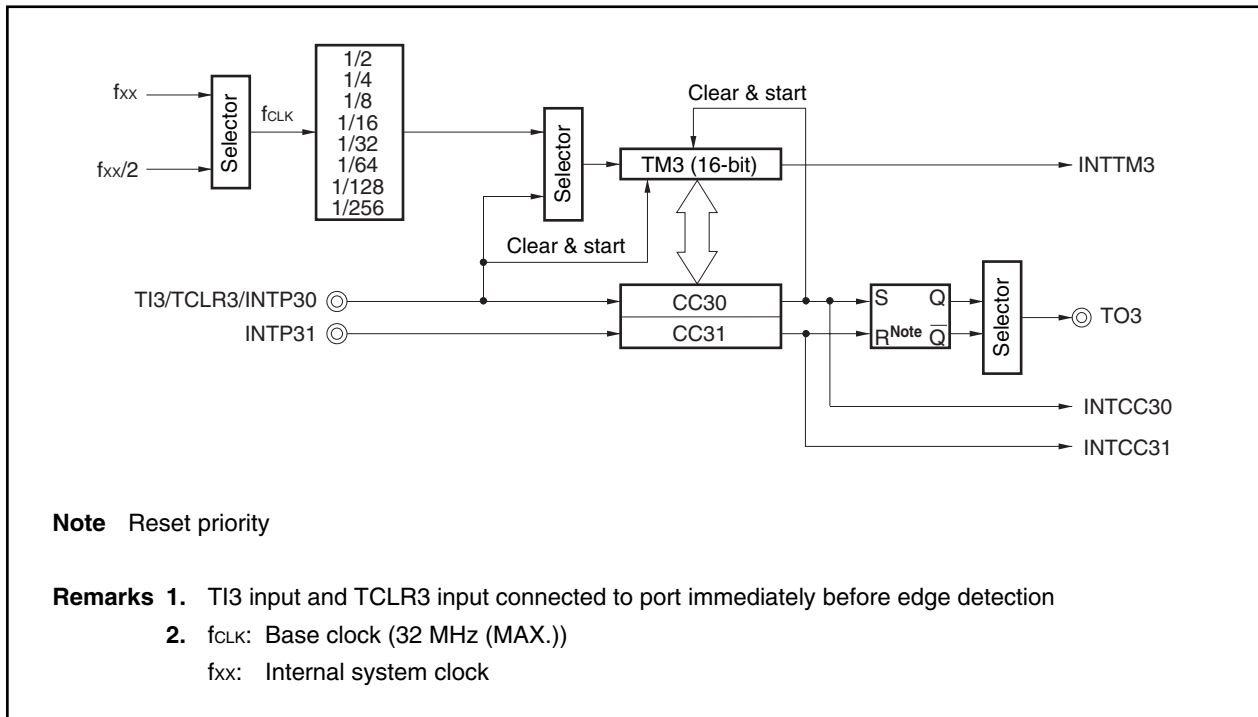 fXX
fXX/2
Selector
fCLK
1/2
1/4
1/8
1/16
1/32
1/64
1/128
1/256
Selector
Clear & start
TM3 (16-bit)
INTTM3
Clear & start
TI3/TCLR3/INTP30
INTP31
CC30
CC31
S Q
RNote Q̅
Selector
TO3
INTCC30
INTCC31
Note Reset priority
Remarks 1. TI3 input and TCLR3 input connected to port immediately before edge detection
2. fCLK: Base clock (32 MHz (MAX.))
fXX: Internal system clock